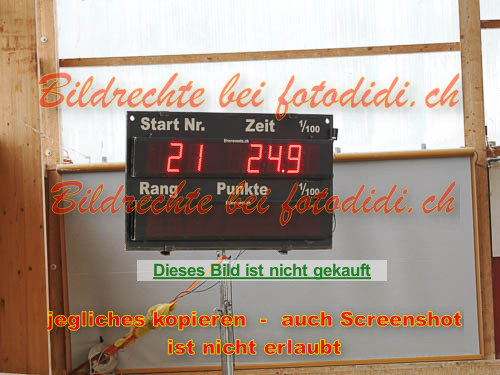 Bildrechte bei fotodidi.ch
Start Nr. Zeit 1/100
21 24.9
Rang Punkte 1/100
Bildrechte bei fotodidi.ch
Dieses Bild ist nicht gekauft
jegliches kopieren - auch Screenshot
ist nicht erlaubt